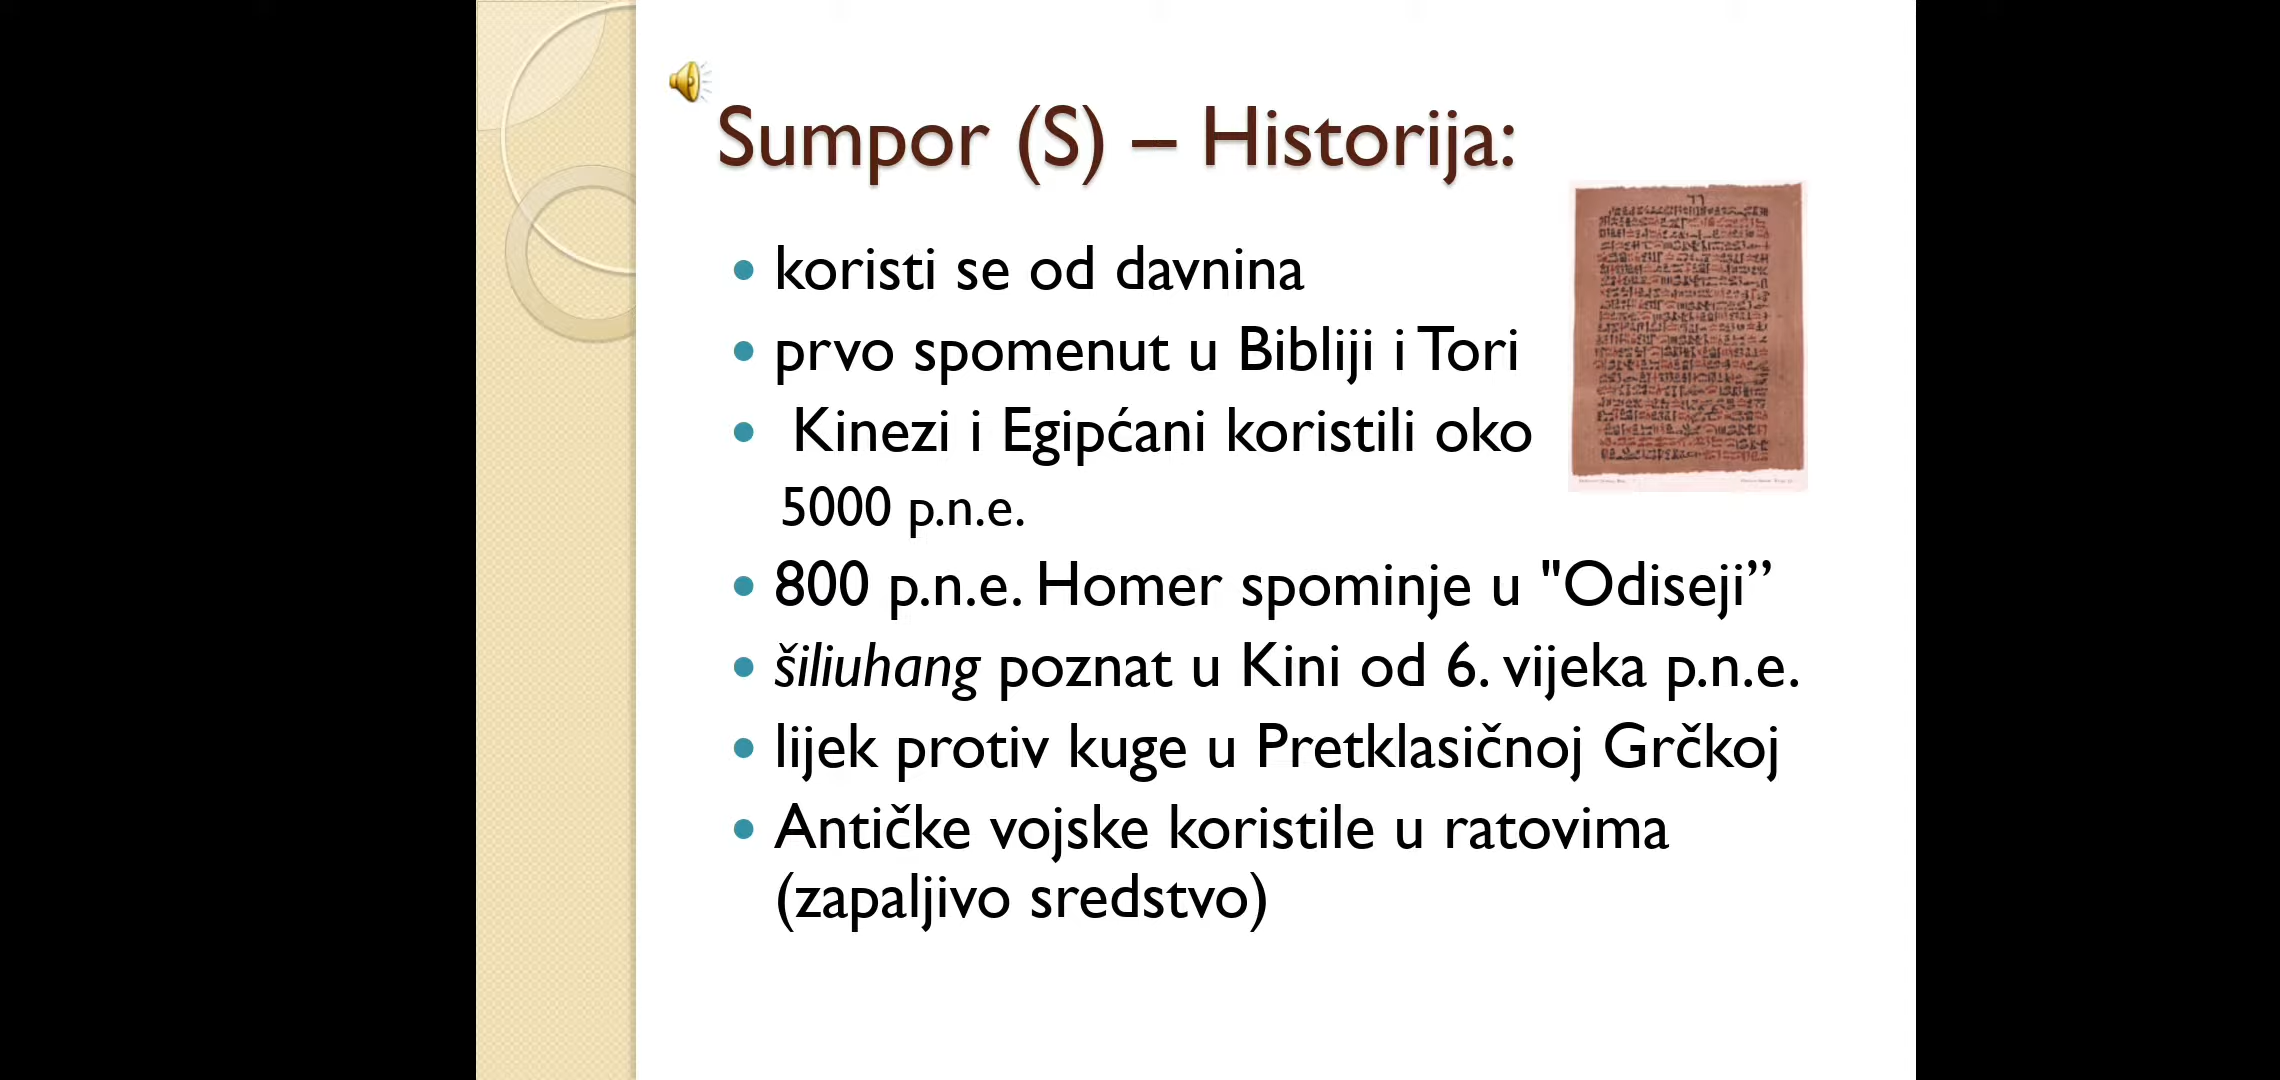 Sumpor (S) – Historija:
koristi se od davnina
prvo spomenut u Bibliji i Tori
Kinezi i Egipćani koristili oko
5000 p.n.e.
800 p.n.e. Homer spominje u "Odiseji”
šiliuhang poznat u Kini od 6. vijeka p.n.e.
lijek protiv kuge u Pretklasičnoj Grčkoj
Antičke vojske koristile u ratovima
(zapaljivo sredstvo)